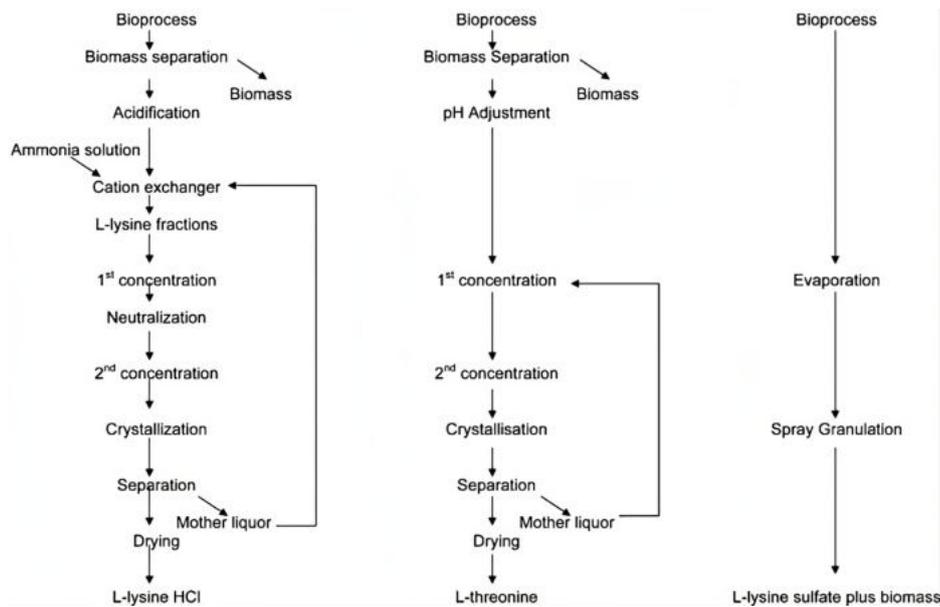 Bioprocess
Biomass separation
Biomass
Acidification
Ammonia solution
Cation exchanger
L-lysine fractions
1st concentration
Neutralization
2nd concentration
Crystallization
Separation
Mother liquor
Drying
L-lysine HCl
Bioprocess
Biomass Separation
Biomass
pH Adjustment
1st concentration
2nd concentration
Crystallisation
Separation
Mother liquor
Drying
L-threonine
Bioprocess
Evaporation
Spray Granulation
L-lysine sulfate plus biomass